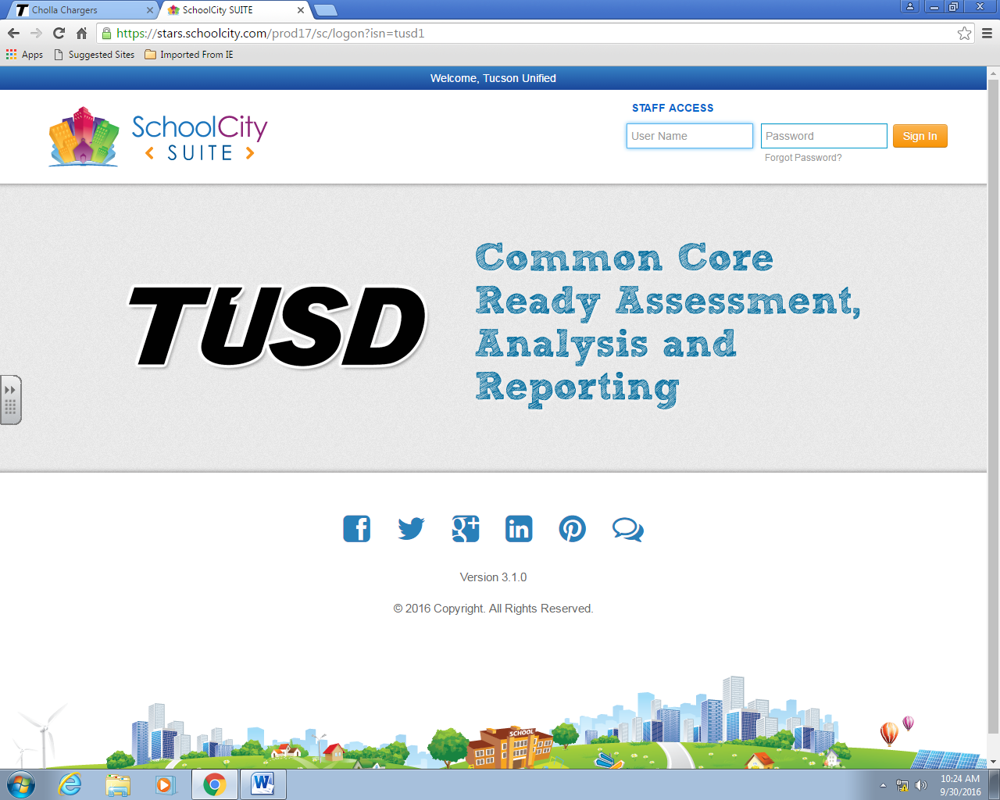 Cholla Chargers
SchoolCity SUITE
https://stars.schoolcity.com/prod17/sc/logon?isn=tusd1
Apps
Suggested Sites
Imported From IE
Welcome, Tucson Unified
SchoolCity
SUITE
STAFF ACCESS
User Name
Password
Sign In
Forgot Password?
TUSD
Common Core
Ready Assessment,
Analysis and
Reporting
Version 3.1.0
© 2016 Copyright. All Rights Reserved.
SCHOOL
10:24 AM
9/30/2016